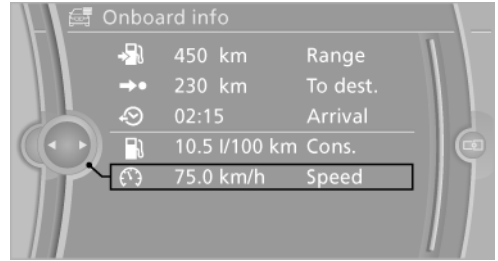 Onboard info
450 km Range
230 km To dest.
02:15 Arrival
10.5 l/100 km Cons.
75.0 km/h Speed